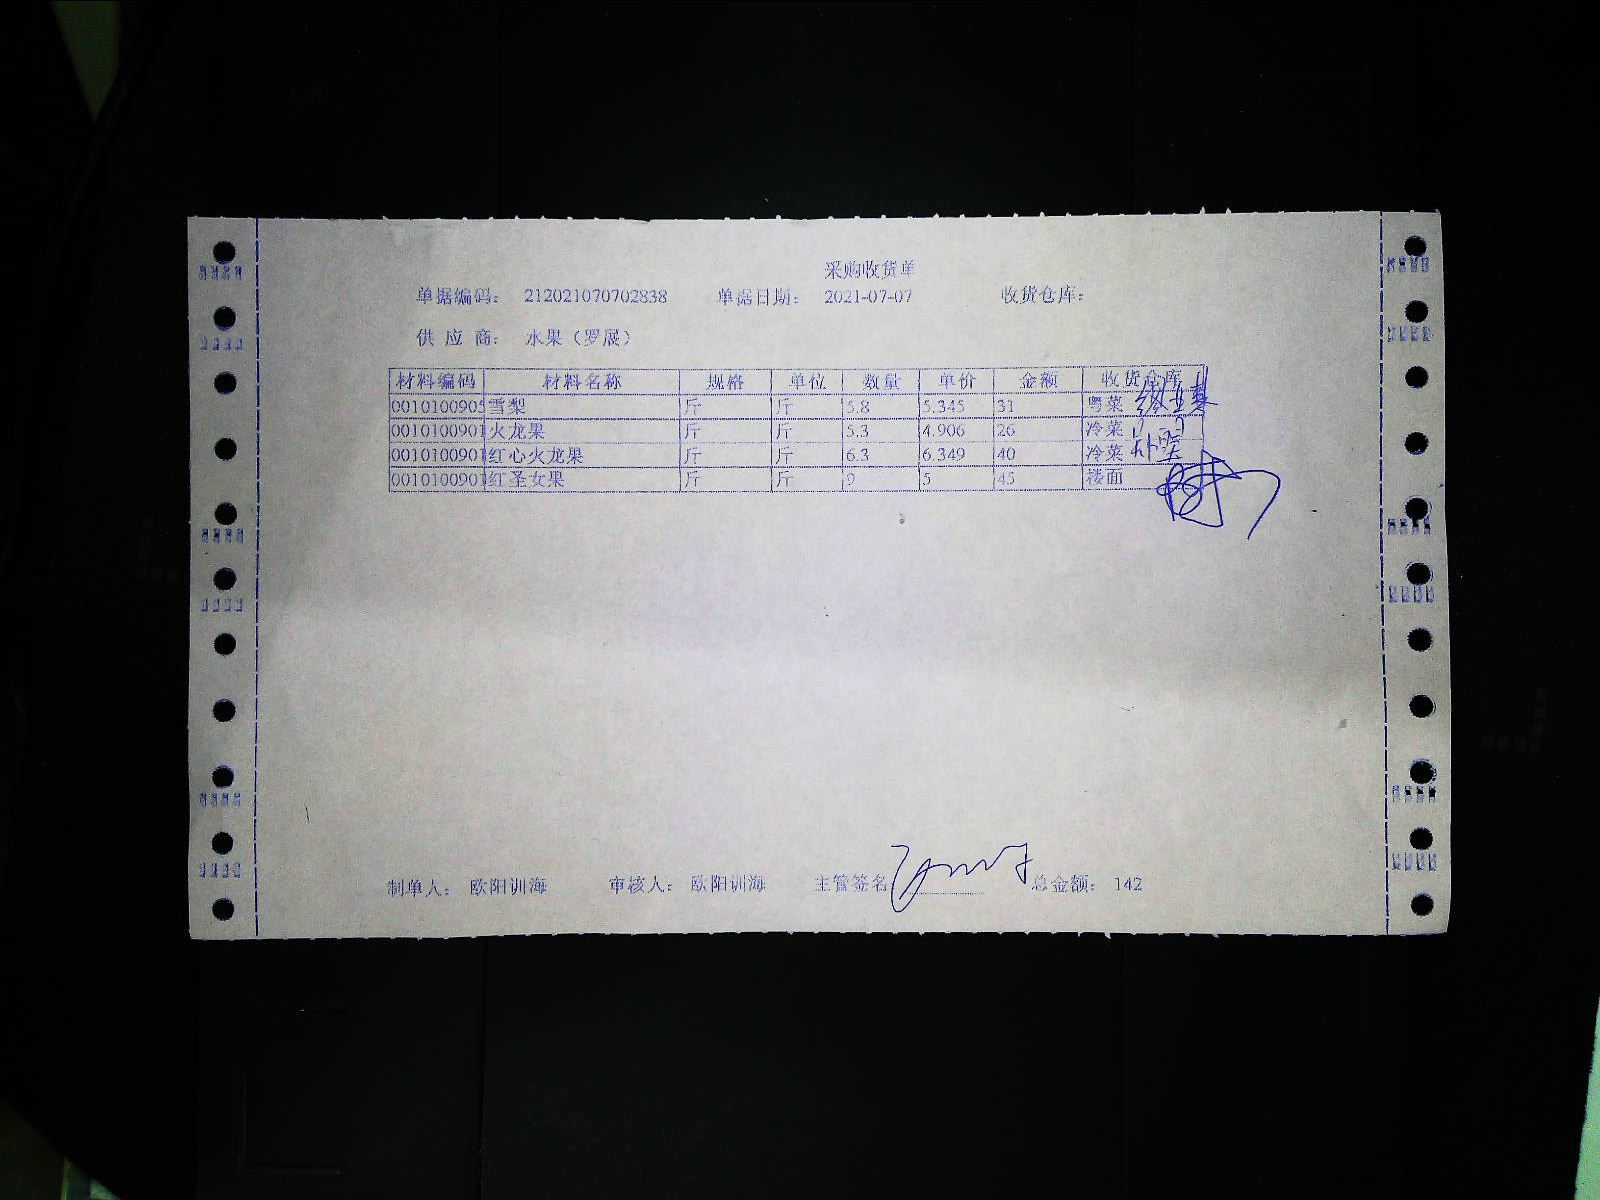 采购收货单
单据编码： 212021070702838 单据日期： 2021-07-07 收货仓库：
供 应 商： 水果（罗展）
材料编码 材料名称 规格 单位 数量 单价 金额 收货仓库
0010100905 雪梨 斤 斤 5.8 5.345 31 粤菜
001010090 火龙果 斤 斤 5.3 4.906 26 冷菜
001010090 红心火龙果 斤 斤 6.3 6.349 40 冷菜
001010090 红圣女果 斤 斤 9 5 45 楼面
制单人： 欧阳训海 审核人： 欧阳训海 主管签名 总金额： 142